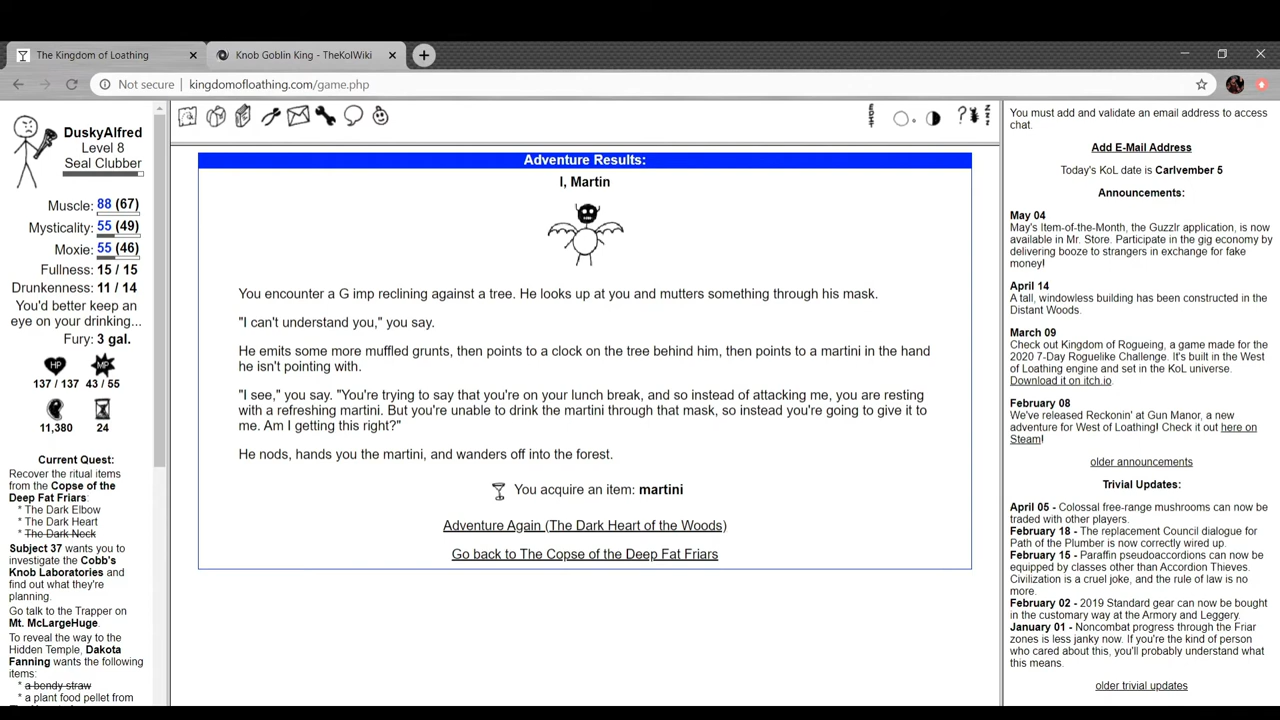 The Kingdom of Loathing
Knob Goblin King - TheKolWiki
Not secure
kingdomofloathing.com/game.php
DuskyAlfred
Level 8
Seal Clubber
Muscle: 88 (67)
Mysticality: 55 (49)
Moxie: 55 (46)
Fullness: 15 / 15
Drunkenness: 11 / 14
You'd better keep an
eye on your drinking...
Fury: 3 gal.
HP
MP
137 / 137
43 / 55
11,380
24
Current Quest:
Recover the ritual items
from the Copse of the
Deep Fat Friars:
* The Dark Elbow
* The Dark Heart
* The Dark Neck
Subject 37 wants you to
investigate the Cobb's
Knob Laboratories and
find out what they're
planning.
Go talk to the Trapper on
Mt. McLargeHuge.
To reveal the way to the
Hidden Temple, Dakota
Fanning wants the following
items:
* a bendy straw
* a plant food pellet from
EDIT
?
ZZZ
Adventure Results:
I, Martin
You encounter a G imp reclining against a tree. He looks up at you and mutters something through his mask.
"I can't understand you," you say.
He emits some more muffled grunts, then points to a clock on the tree behind him, then points to a martini in the hand
he isn't pointing with.
"I see," you say. "You're trying to say that you're on your lunch break, and so instead of attacking me, you are resting
with a refreshing martini. But you're unable to drink the martini through that mask, so instead you're going to give it to
me. Am I getting this right?"
He nods, hands you the martini, and wanders off into the forest.
You acquire an item: martini
Adventure Again (The Dark Heart of the Woods)
Go back to The Copse of the Deep Fat Friars
You must add and validate an email address to access
chat.
Add E-Mail Address
Today's KoL date is Carlvember 5
Announcements:
May 04
May's Item-of-the-Month, the Guzzlr application, is now
available in Mr. Store. Participate in the gig economy by
delivering booze to strangers in exchange for fake
money!
April 14
A tall, windowless building has been constructed in the
Distant Woods.
March 09
Check out Kingdom of Rogueing, a game made for the
2020 7-Day Roguelike Challenge. It's built in the West
of Loathing engine and set in the KoL universe.
Download it on itch.io.
February 08
We've released Reckonin' at Gun Manor, a new
adventure for West of Loathing! Check it out here on
Steam!
older announcements
Trivial Updates:
April 05 - Colossal free-range mushrooms can now be
traded with other players.
February 18 - The replacement Council dialogue for
Path of the Plumber is now correctly wired up.
February 15 - Paraffin pseudoaccordions can now be
equipped by classes other than Accordion Thieves.
Civilization is a cruel joke, and the rule of law is no
more.
February 02 - 2019 Standard gear can now be bought
in the customary way at the Armory and Leggery.
January 01 - Noncombat progress through the Friar
zones is less janky now. If you're the kind of person
who cared about this, you'll probably understand what
this means.
older trivial updates